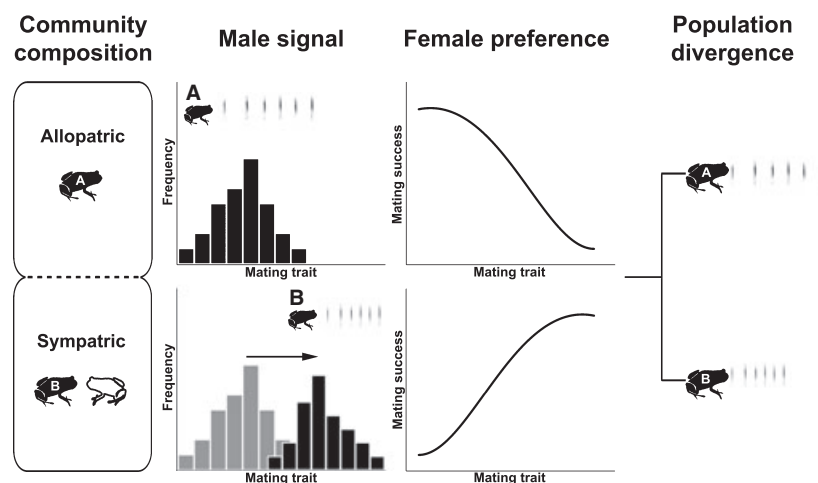 Community
composition
Male signal
Female preference
Population
divergence
Allopatric
A
A
Frequency
Mating trait
Mating success
Mating trait
A
Sympatric
B
B
Frequency
Mating trait
Mating success
Mating trait
B